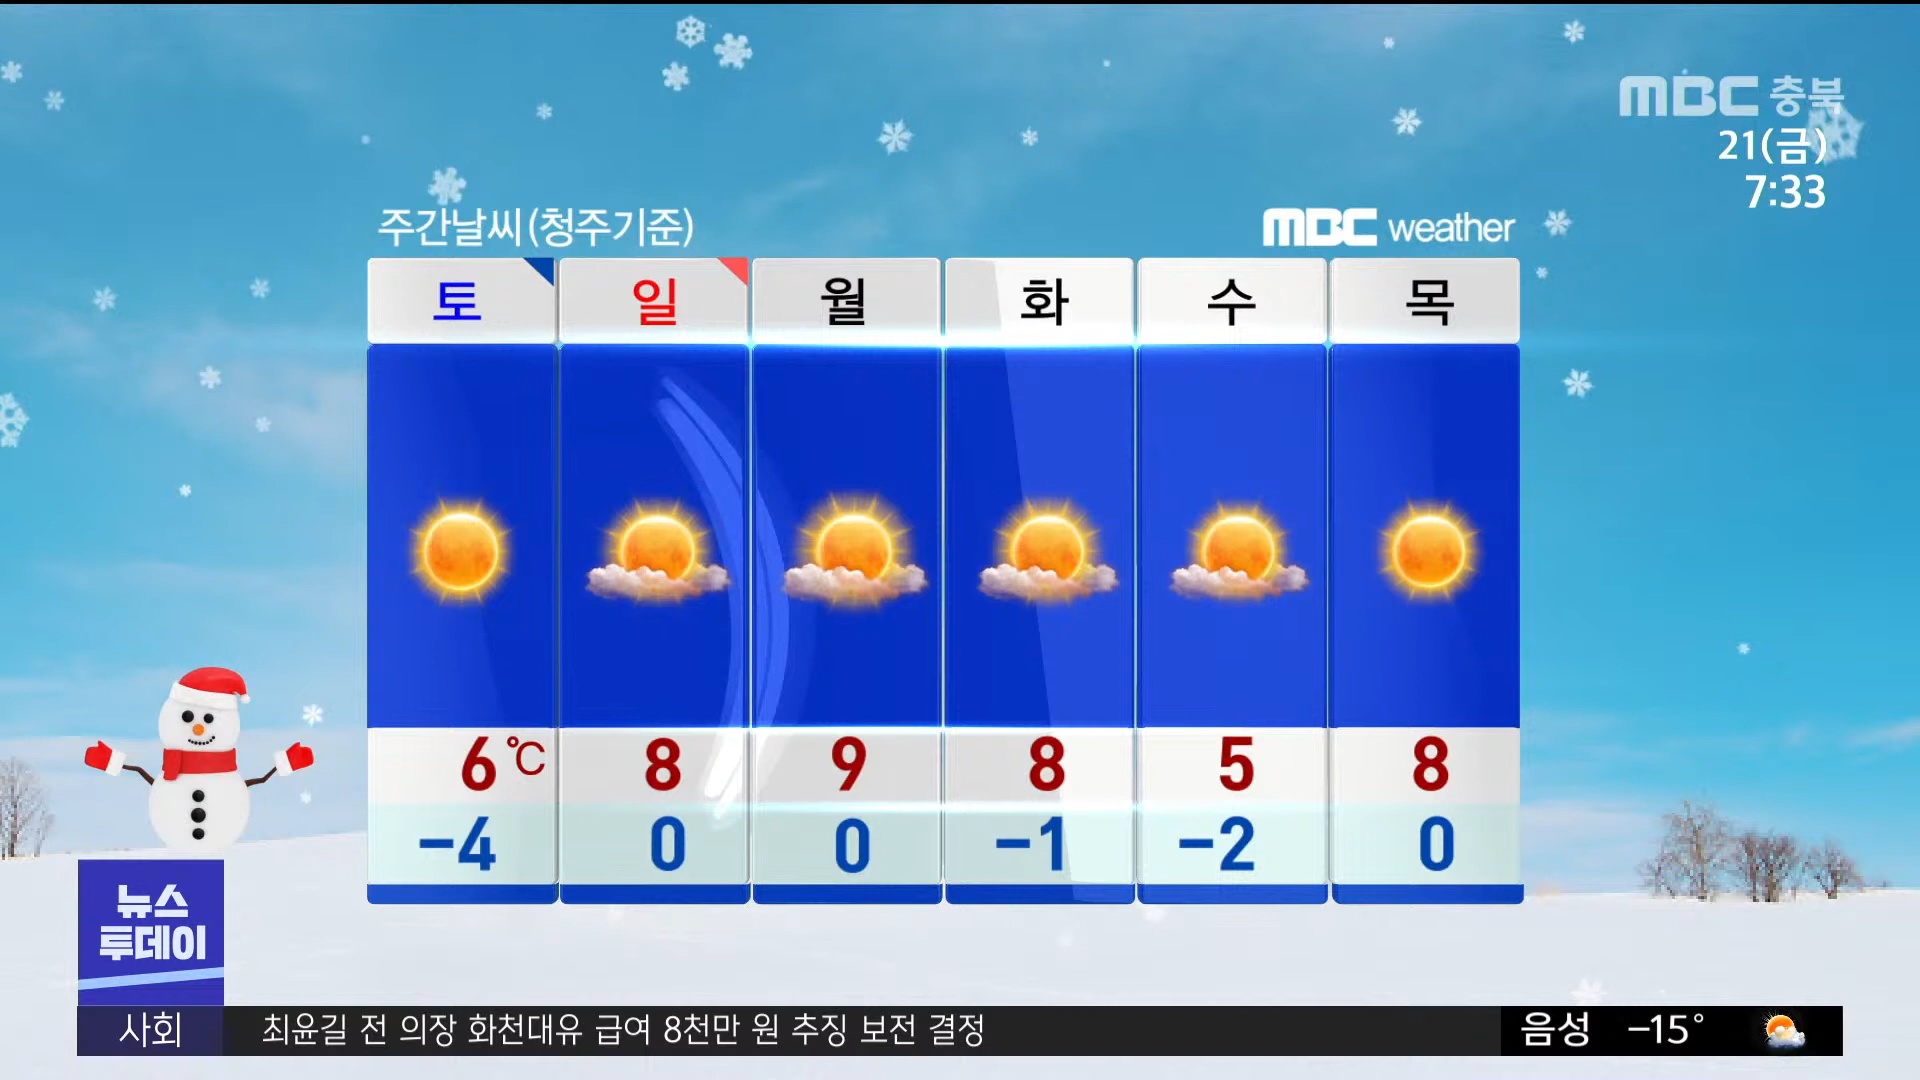 MBC 충북
21(금)
7:33
주간날씨(청주기준)
MBC weather
토 일 월 화 수 목
6℃ 8 9 8 5 8
-4 0 0 -1 -2 0
뉴스
투데이
사회 최윤길 전 의장 화천대유 급여 8천만 원 추징 보전 결정 음성 -15°